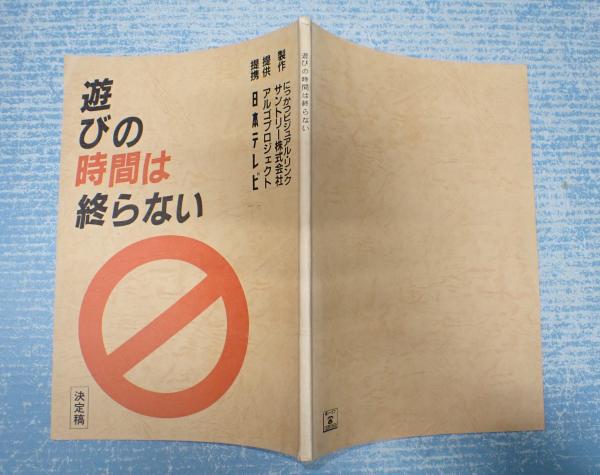 遊
びの
時間は
終らない
製作 にっかつビジュアル・リンク
サントリー株式会社
提供 アルゴプロジェクト
提携 日本テレビ
決定稿
遊びの時間は終らない